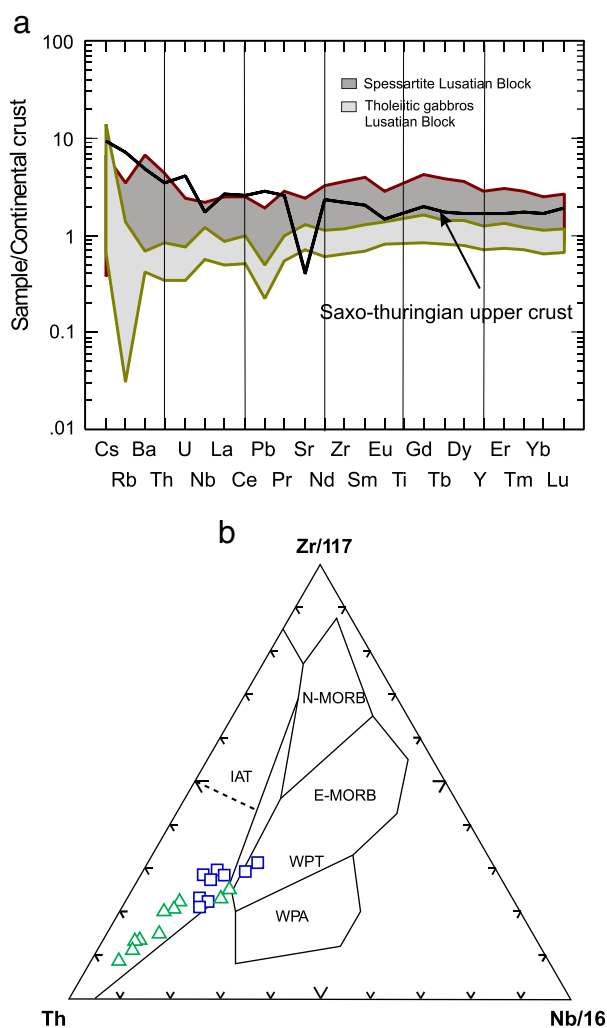 a
100
10
1
0.1
.01
Sample/Continental crust
Spessartite Lusatian Block
Tholeiitic gabbros
Lusatian Block
Saxo-thuringian upper crust
Cs Ba U La Pb Sr Zr Eu Gd Dy Er Yb
Rb Th Nb Ce Pr Nd Sm Ti Tb Y Tm Lu
b
Zr/117
N-MORB
IAT
E-MORB
WPT
WPA
Th
Nb/16